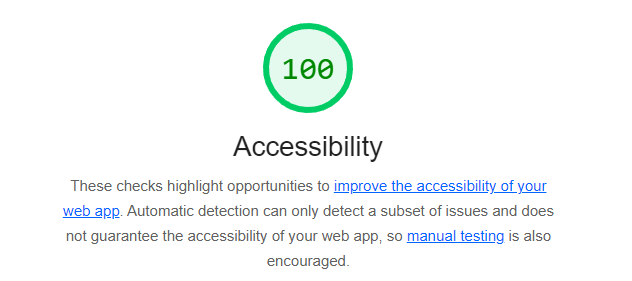 100
Accessibility
These checks highlight opportunities to improve the accessibility of your
web app. Automatic detection can only detect a subset of issues and does
not guarantee the accessibility of your web app, so manual testing is also
encouraged.